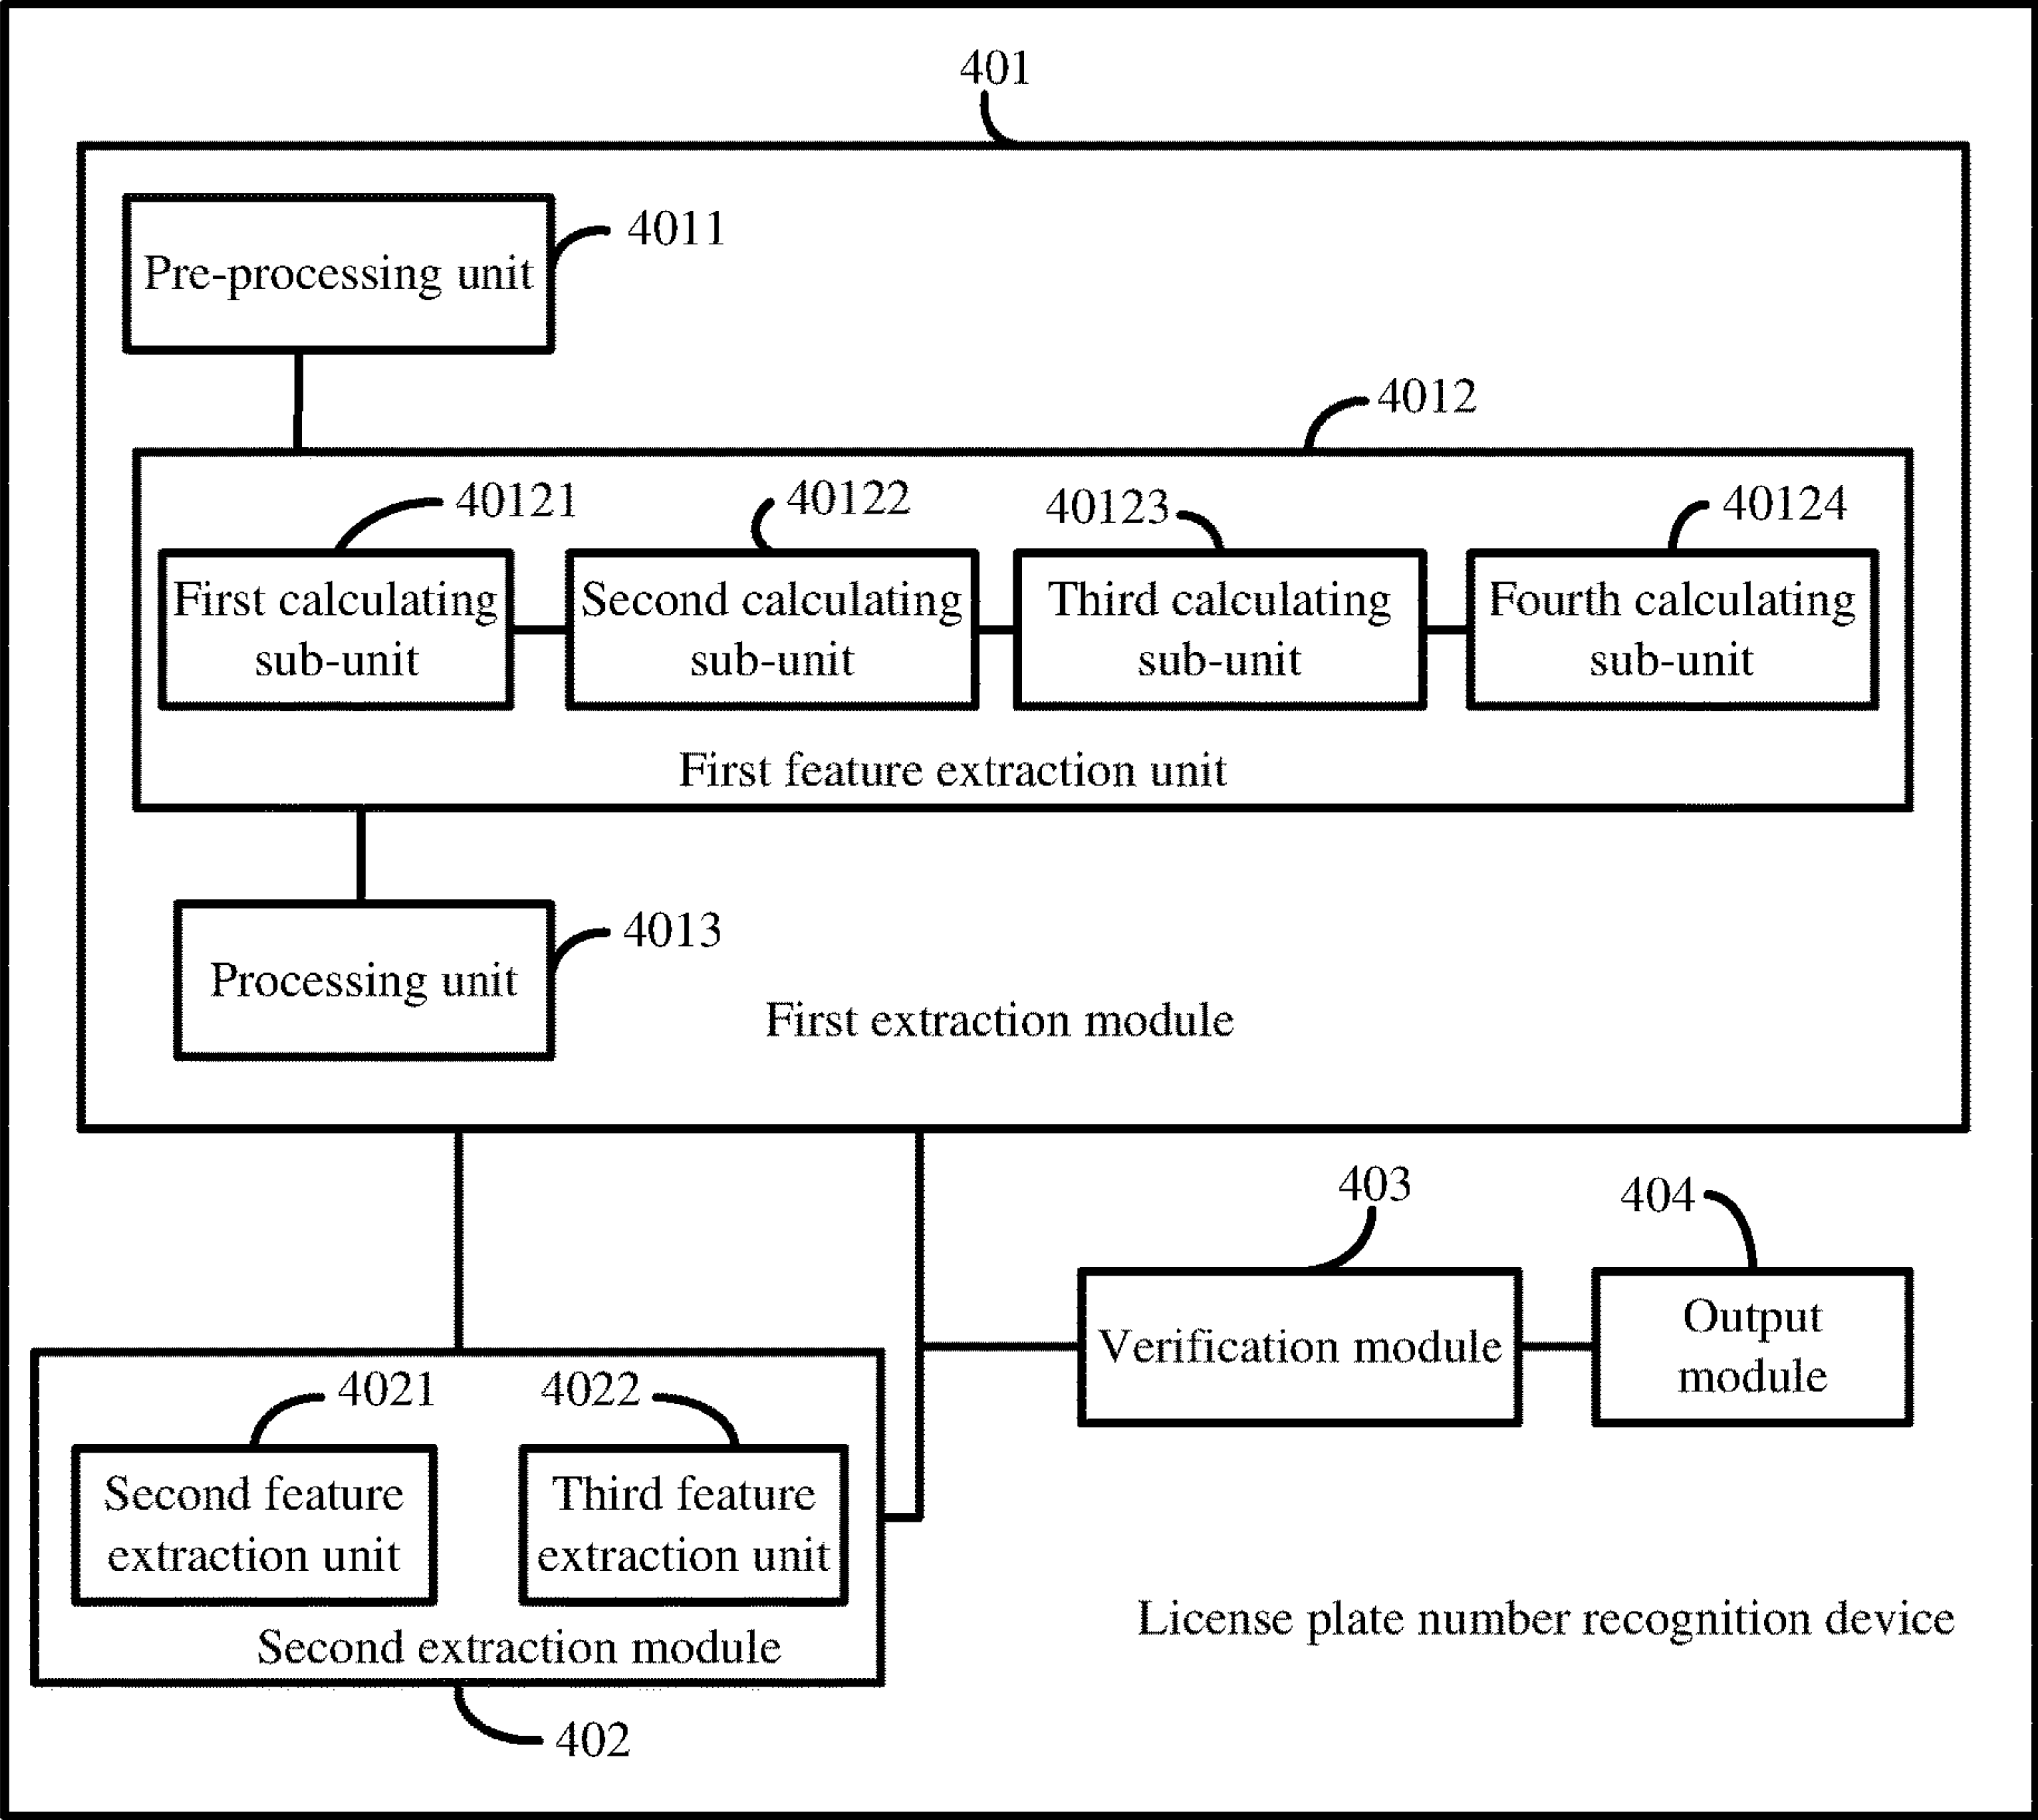 401
4011
Pre-processing unit
4012
40121
40122
40123
40124
First calculating
sub-unit
Second calculating
sub-unit
Third calculating
sub-unit
Fourth calculating
sub-unit
First feature extraction unit
4013
Processing unit
First extraction module
403
404
Verification module
Output
module
4021
4022
Second feature
extraction unit
Third feature
extraction unit
Second extraction module
License plate number recognition device
402